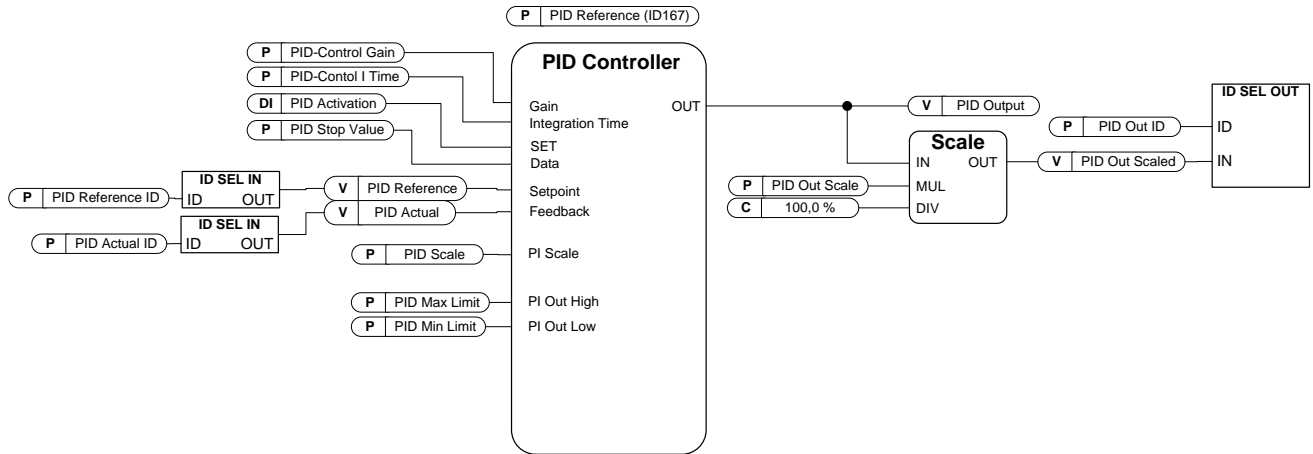 P PID Reference (ID167)
PID Controller
P PID-Control Gain
P PID-Contol I Time
DI PID Activation
P PID Stop Value
Gain
Integration Time
SET
Data
OUT
P PID Reference ID
ID SEL IN
ID OUT
V PID Reference
Setpoint
P PID Actual ID
ID SEL IN
ID OUT
V PID Actual
Feedback
P PID Scale
PI Scale
P PID Max Limit
PI Out High
P PID Min Limit
PI Out Low
V PID Output
Scale
IN OUT
MUL
DIV
P PID Out Scale
C 100,0 %
V PID Out Scaled
P PID Out ID
ID SEL OUT
ID
IN